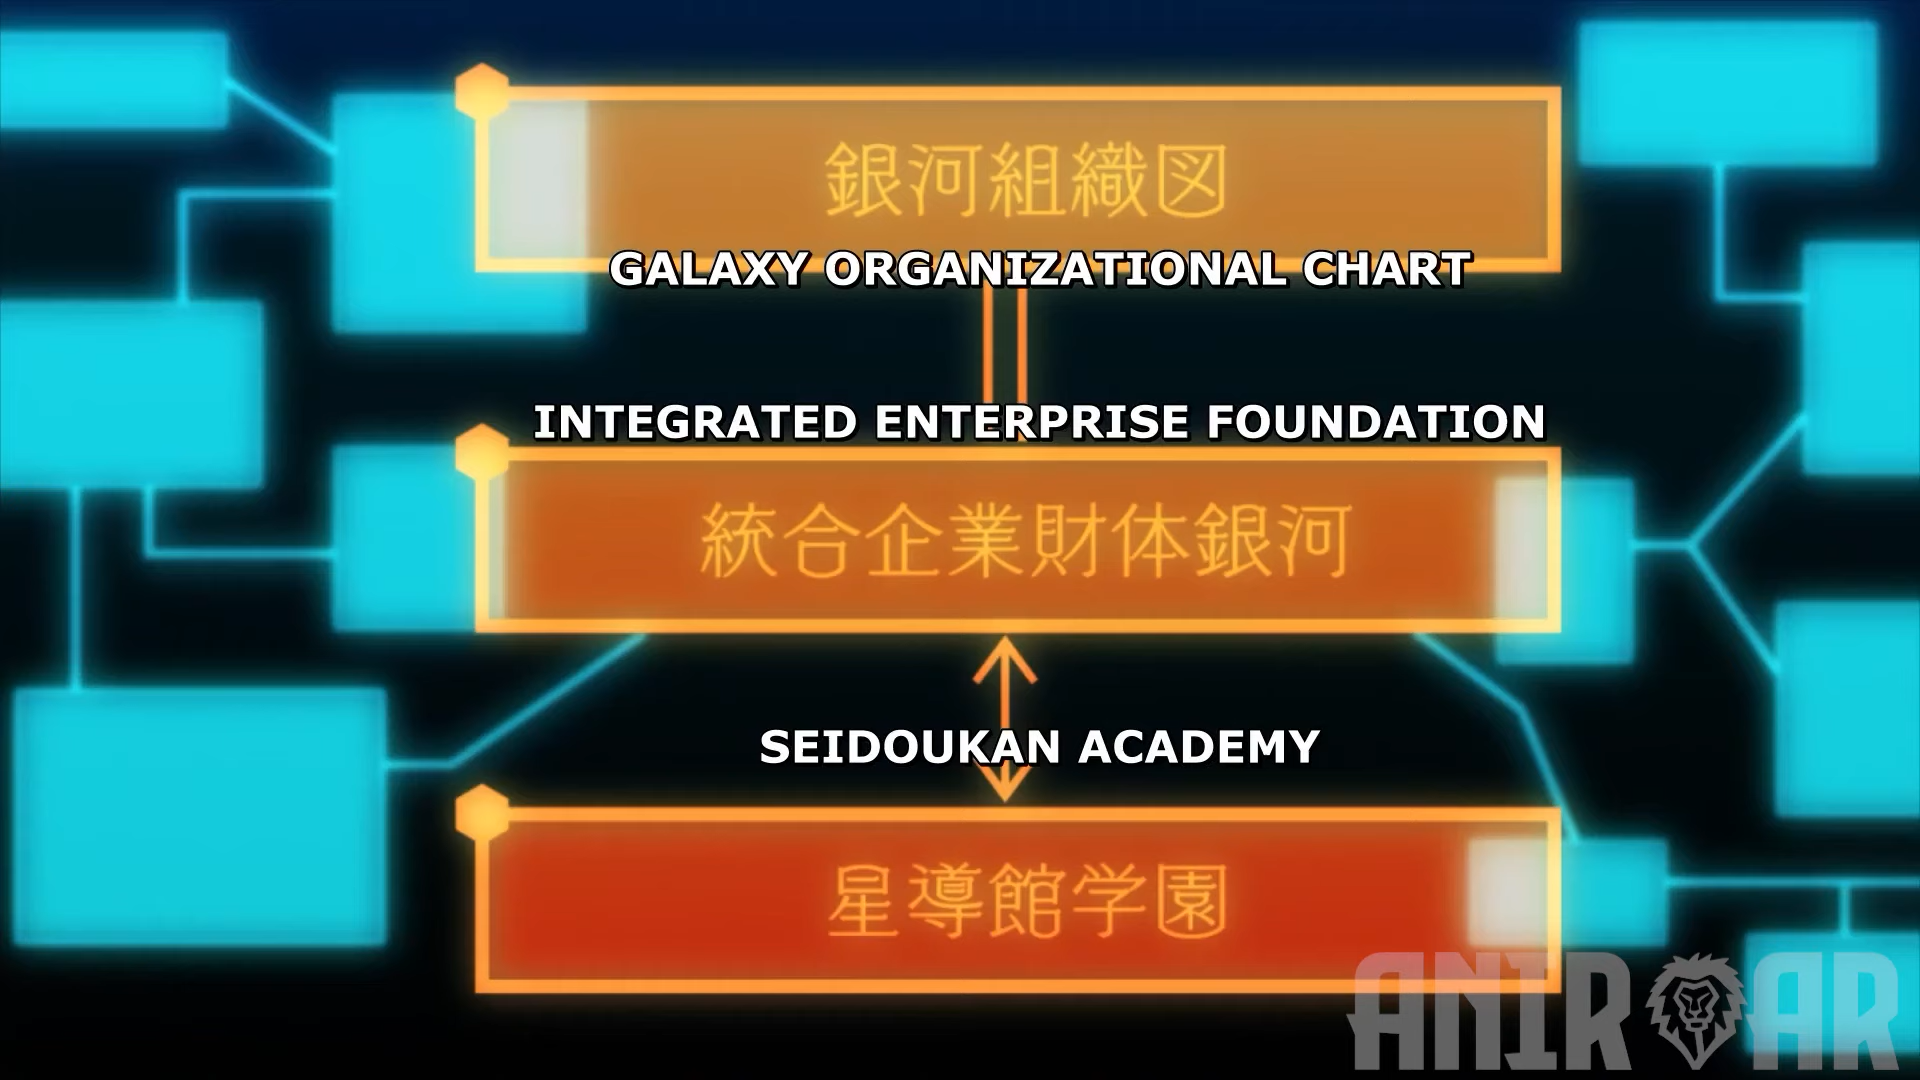 銀河組織図
GALAXY ORGANIZATIONAL CHART
INTEGRATED ENTERPRISE FOUNDATION
統合企業財体銀河
SEIDOUKAN ACADEMY
星導館学園
ANIROAR